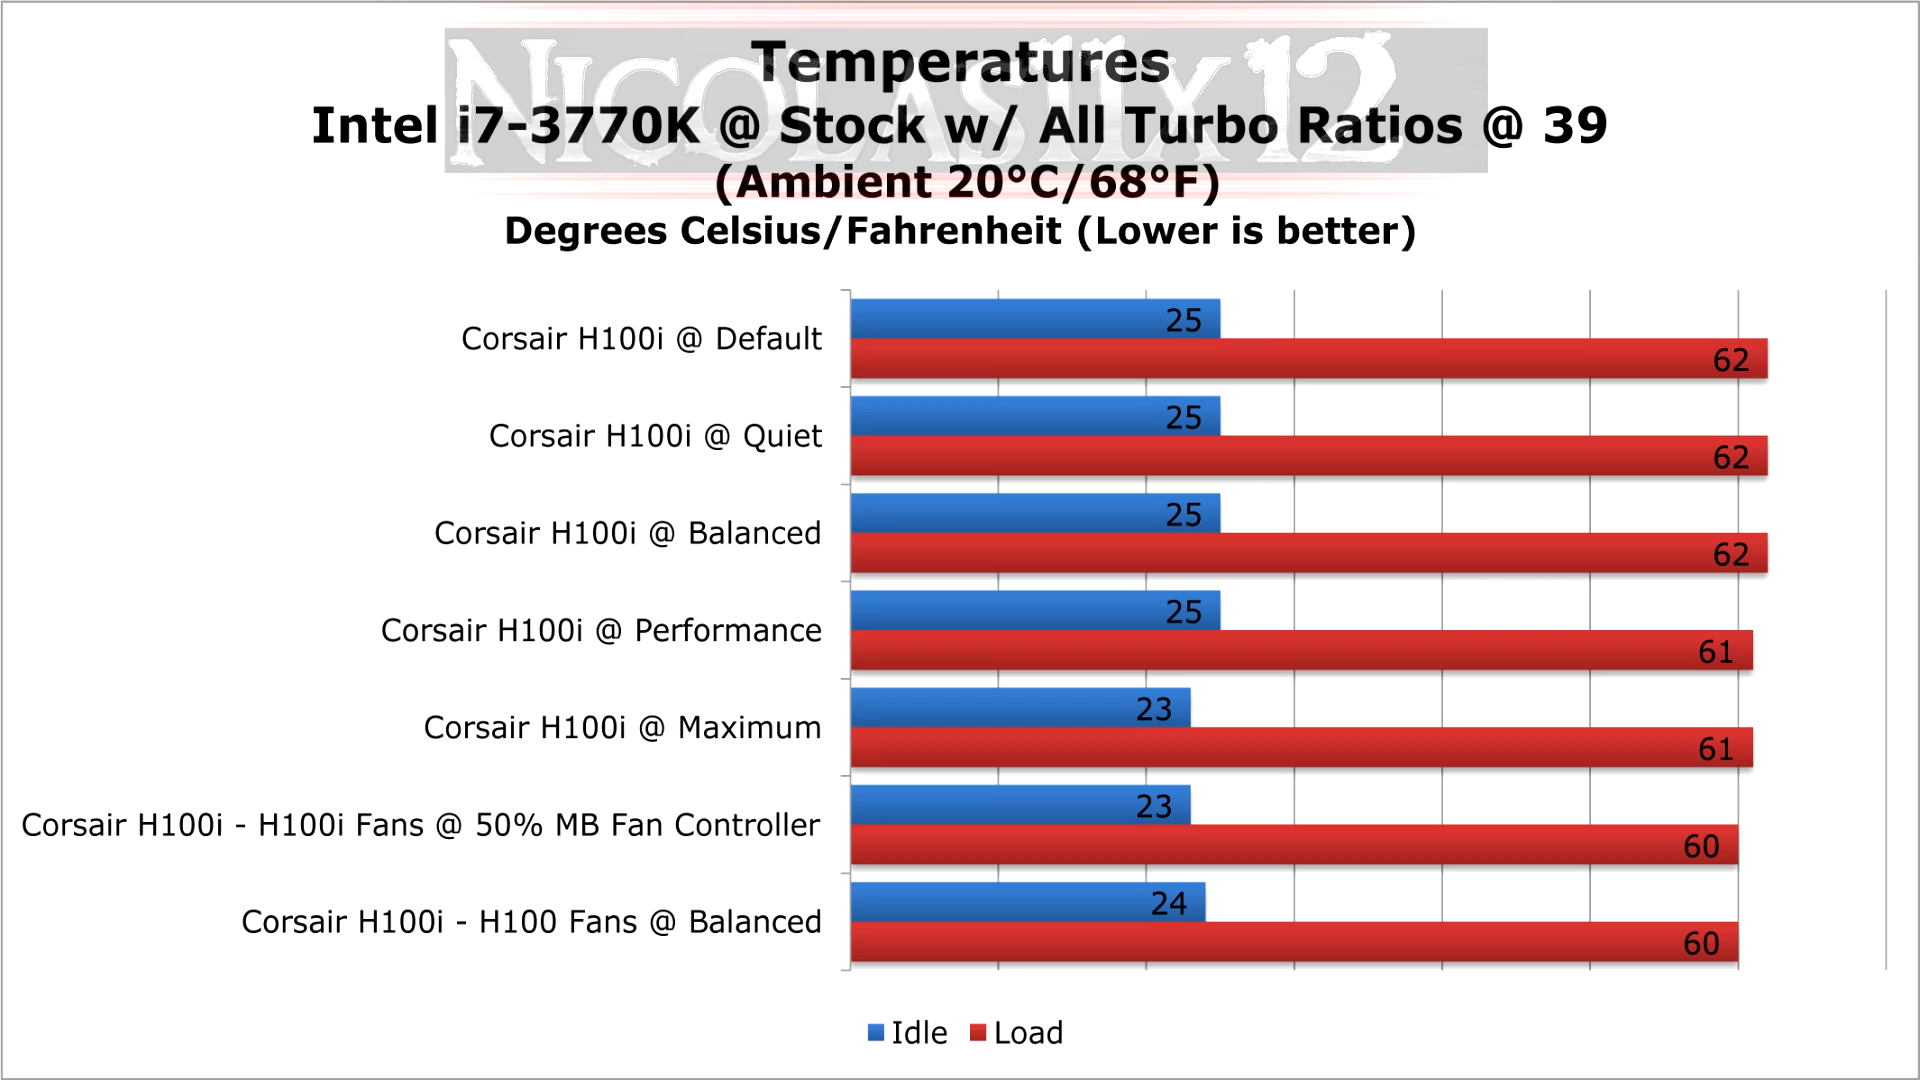 NICOLAS11X12
Temperatures
Intel i7-3770K @ Stock w/ All Turbo Ratios @ 39
(Ambient 20°C/68°F)
Degrees Celsius/Fahrenheit (Lower is better)
Corsair H100i @ Default
25
62
Corsair H100i @ Quiet
25
62
Corsair H100i @ Balanced
25
62
Corsair H100i @ Performance
25
61
Corsair H100i @ Maximum
23
61
Corsair H100i - H100i Fans @ 50% MB Fan Controller
23
60
Corsair H100i - H100 Fans @ Balanced
24
60
Idle Load